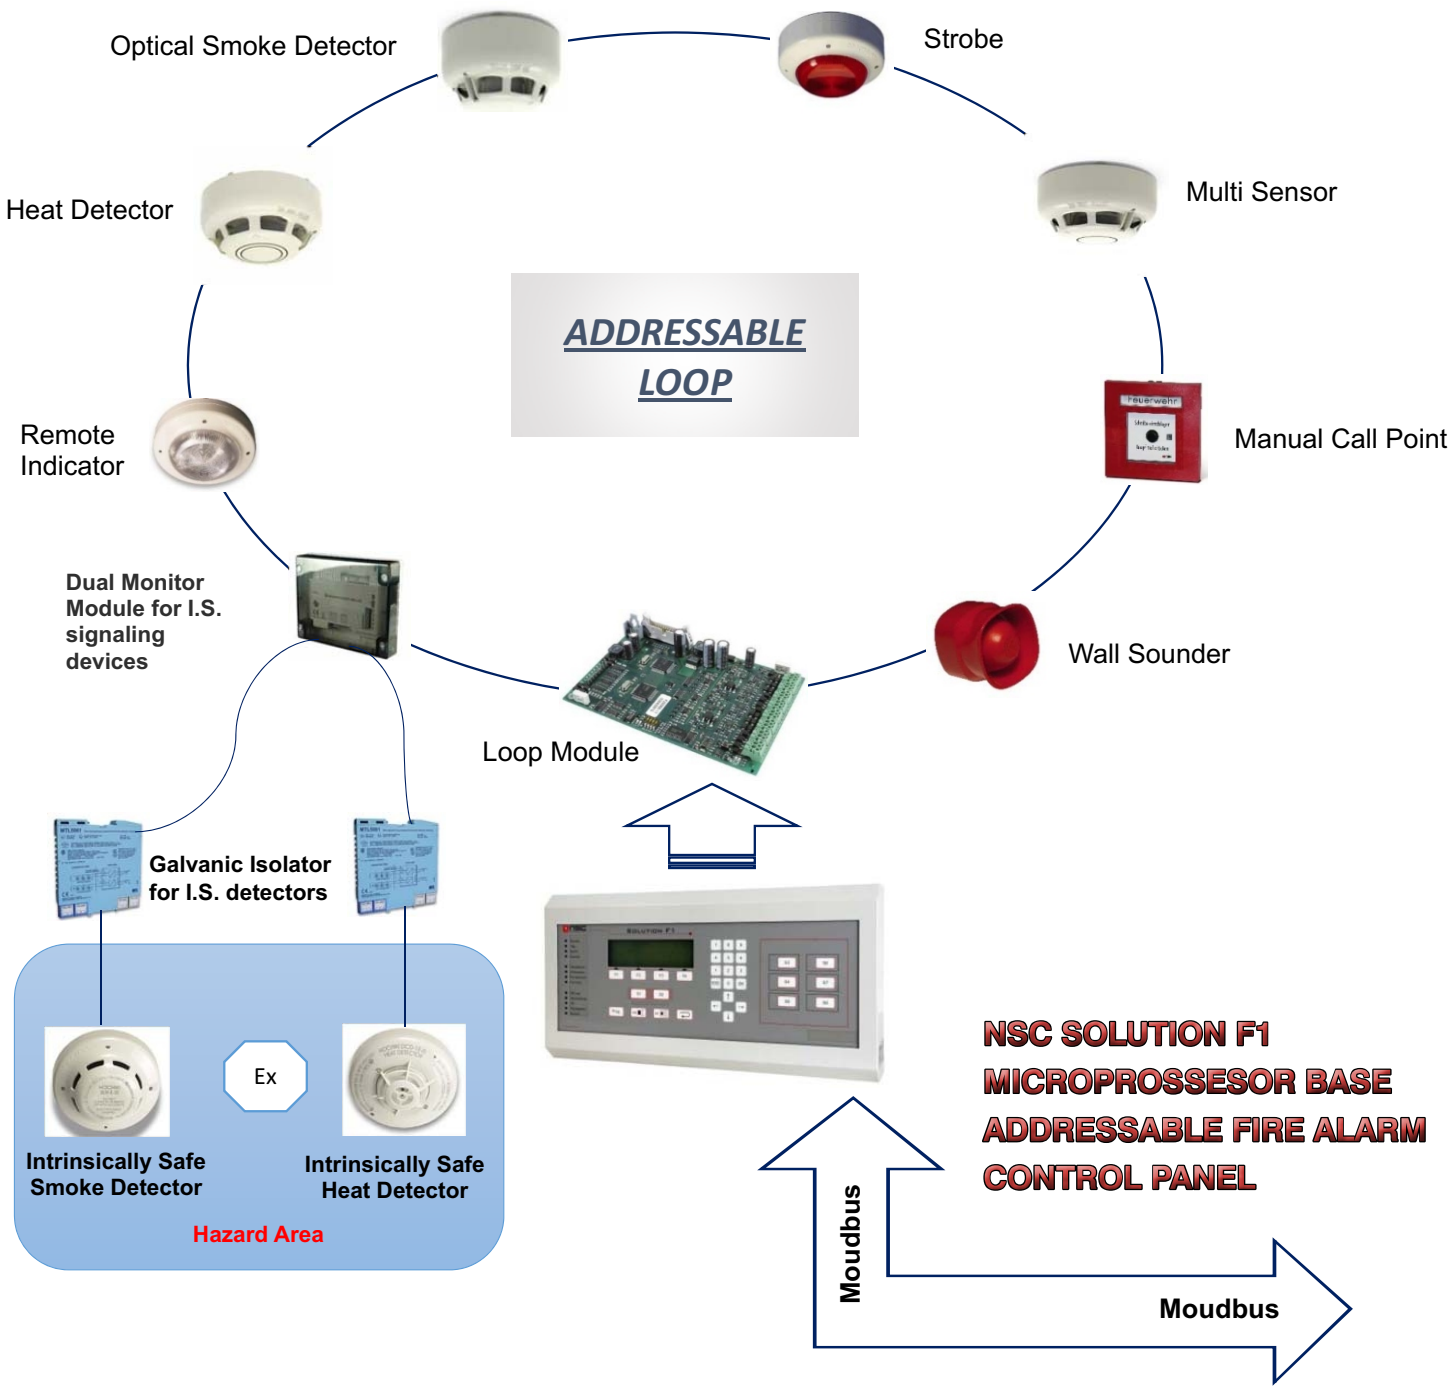 Optical Smoke Detector
Strobe
Heat Detector
Multi Sensor
ADDRESSABLE
LOOP
Feuerwehr
Remote
Indicator
Manual Call Point
Dual Monitor
Module for I.S.
signaling
devices
Wall Sounder
Loop Module
Galvanic Isolator
for I.S. detectors
NSC
SOLUTION F1
Ex
Intrinsically Safe
Smoke Detector
Intrinsically Safe
Heat Detector
Hazard Area
NSC SOLUTION F1
MICROPROSSESOR BASE
ADDRESSABLE FIRE ALARM
CONTROL PANEL
Moudbus
Moudbus